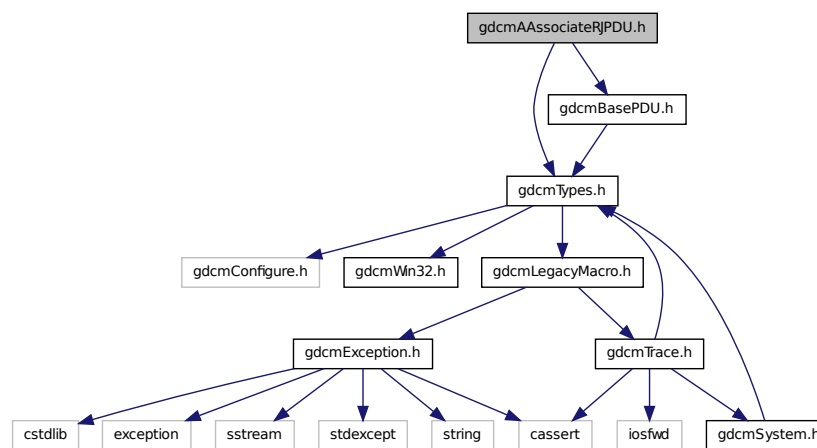 gdcmAAssociateRJPDU.h
gdcmBasePDU.h
gdcmTypes.h
gdcmConfigure.h
gdcmWin32.h
gdcmLegacyMacro.h
gdcmException.h
gdcmTrace.h
cstdlib
exception
sstream
stdexcept
string
cassert
iosfwd
gdcmSystem.h